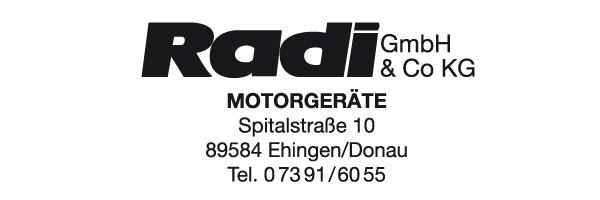 Radi GmbH
& Co KG
MOTORGERÄTE
Spitalstraße 10
89584 Ehingen/Donau
Tel. 0 73 91/60 55